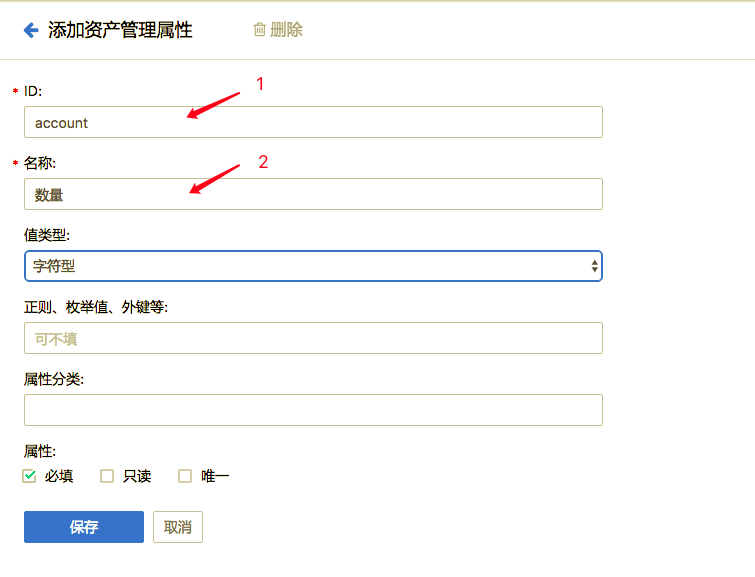 添加资产管理属性 删除
1
* ID:
account
* 名称:
2
数量
值类型:
字符型
正则、枚举值、外键等:
可不填
属性分类:
属性:
必填 只读 唯一
保存 取消